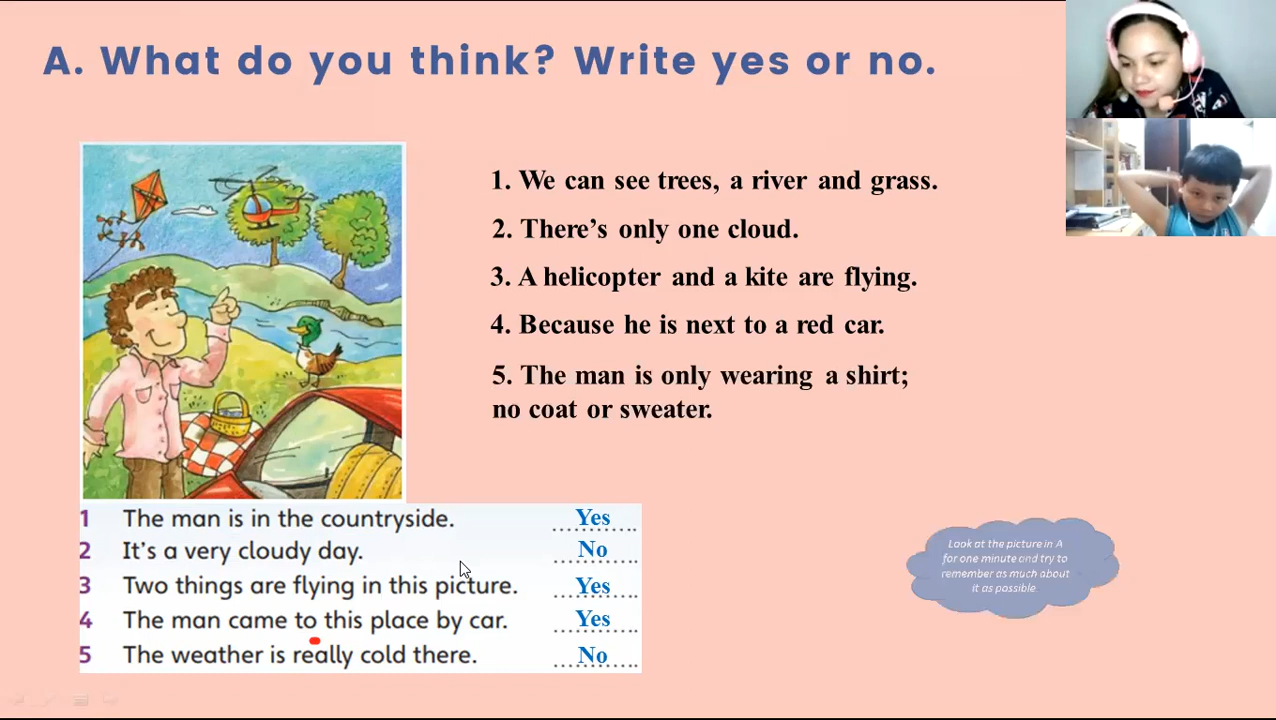 A. What do you think? Write yes or no.
1. We can see trees, a river and grass.
2. There’s only one cloud.
3. A helicopter and a kite are flying.
4. Because he is next to a red car.
5. The man is only wearing a shirt;
no coat or sweater.
1 The man is in the countryside. Yes
2 It’s a very cloudy day. No
3 Two things are flying in this picture. Yes
4 The man came to this place by car. Yes
5 The weather is really cold there. No
Look at the picture in A
for one minute and try to
remember as much about
it as possible.